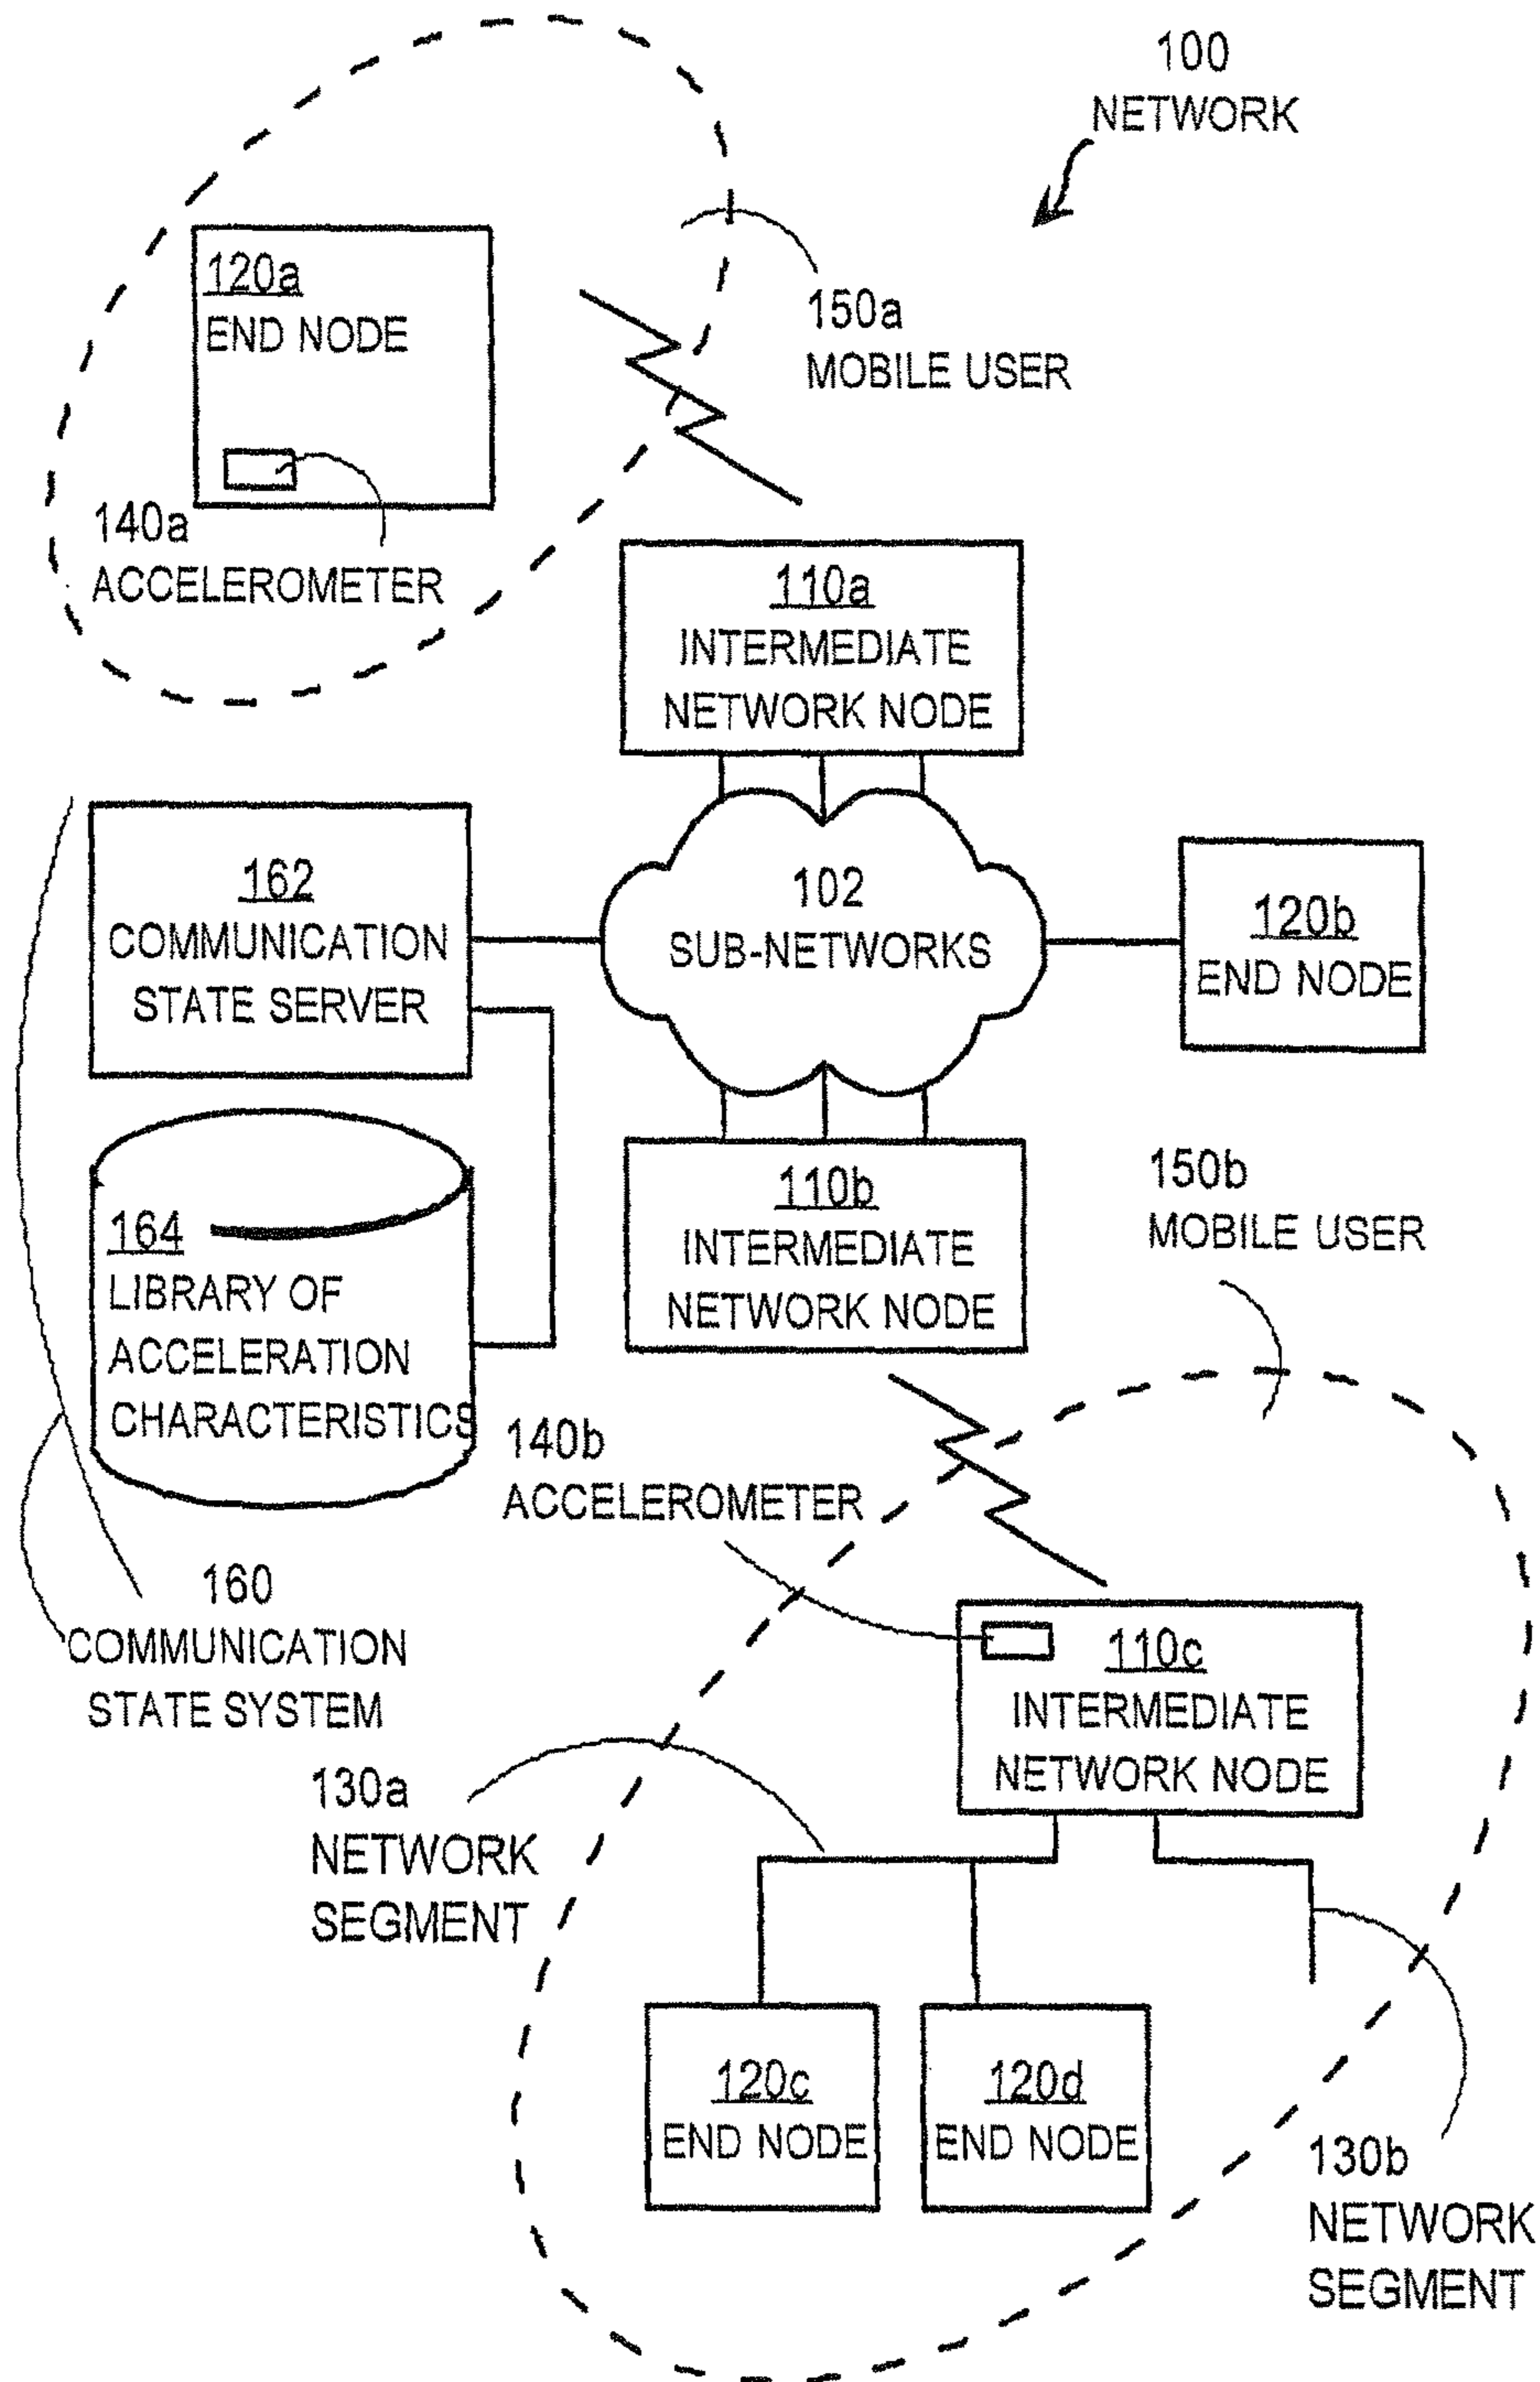 100
NETWORK
120a
END NODE
150a
MOBILE USER
140a
ACCELEROMETER
110a
INTERMEDIATE
NETWORK NODE
162
COMMUNICATION
STATE SERVER
102
SUB-NETWORKS
120b
END NODE
164
LIBRARY OF
ACCELERATION
CHARACTERISTICS
110b
INTERMEDIATE
NETWORK NODE
150b
MOBILE USER
140b
ACCELEROMETER
160
COMMUNICATION
STATE SYSTEM
110c
INTERMEDIATE
NETWORK NODE
130a
NETWORK
SEGMENT
120c
END NODE
120d
END NODE
130b
NETWORK
SEGMENT